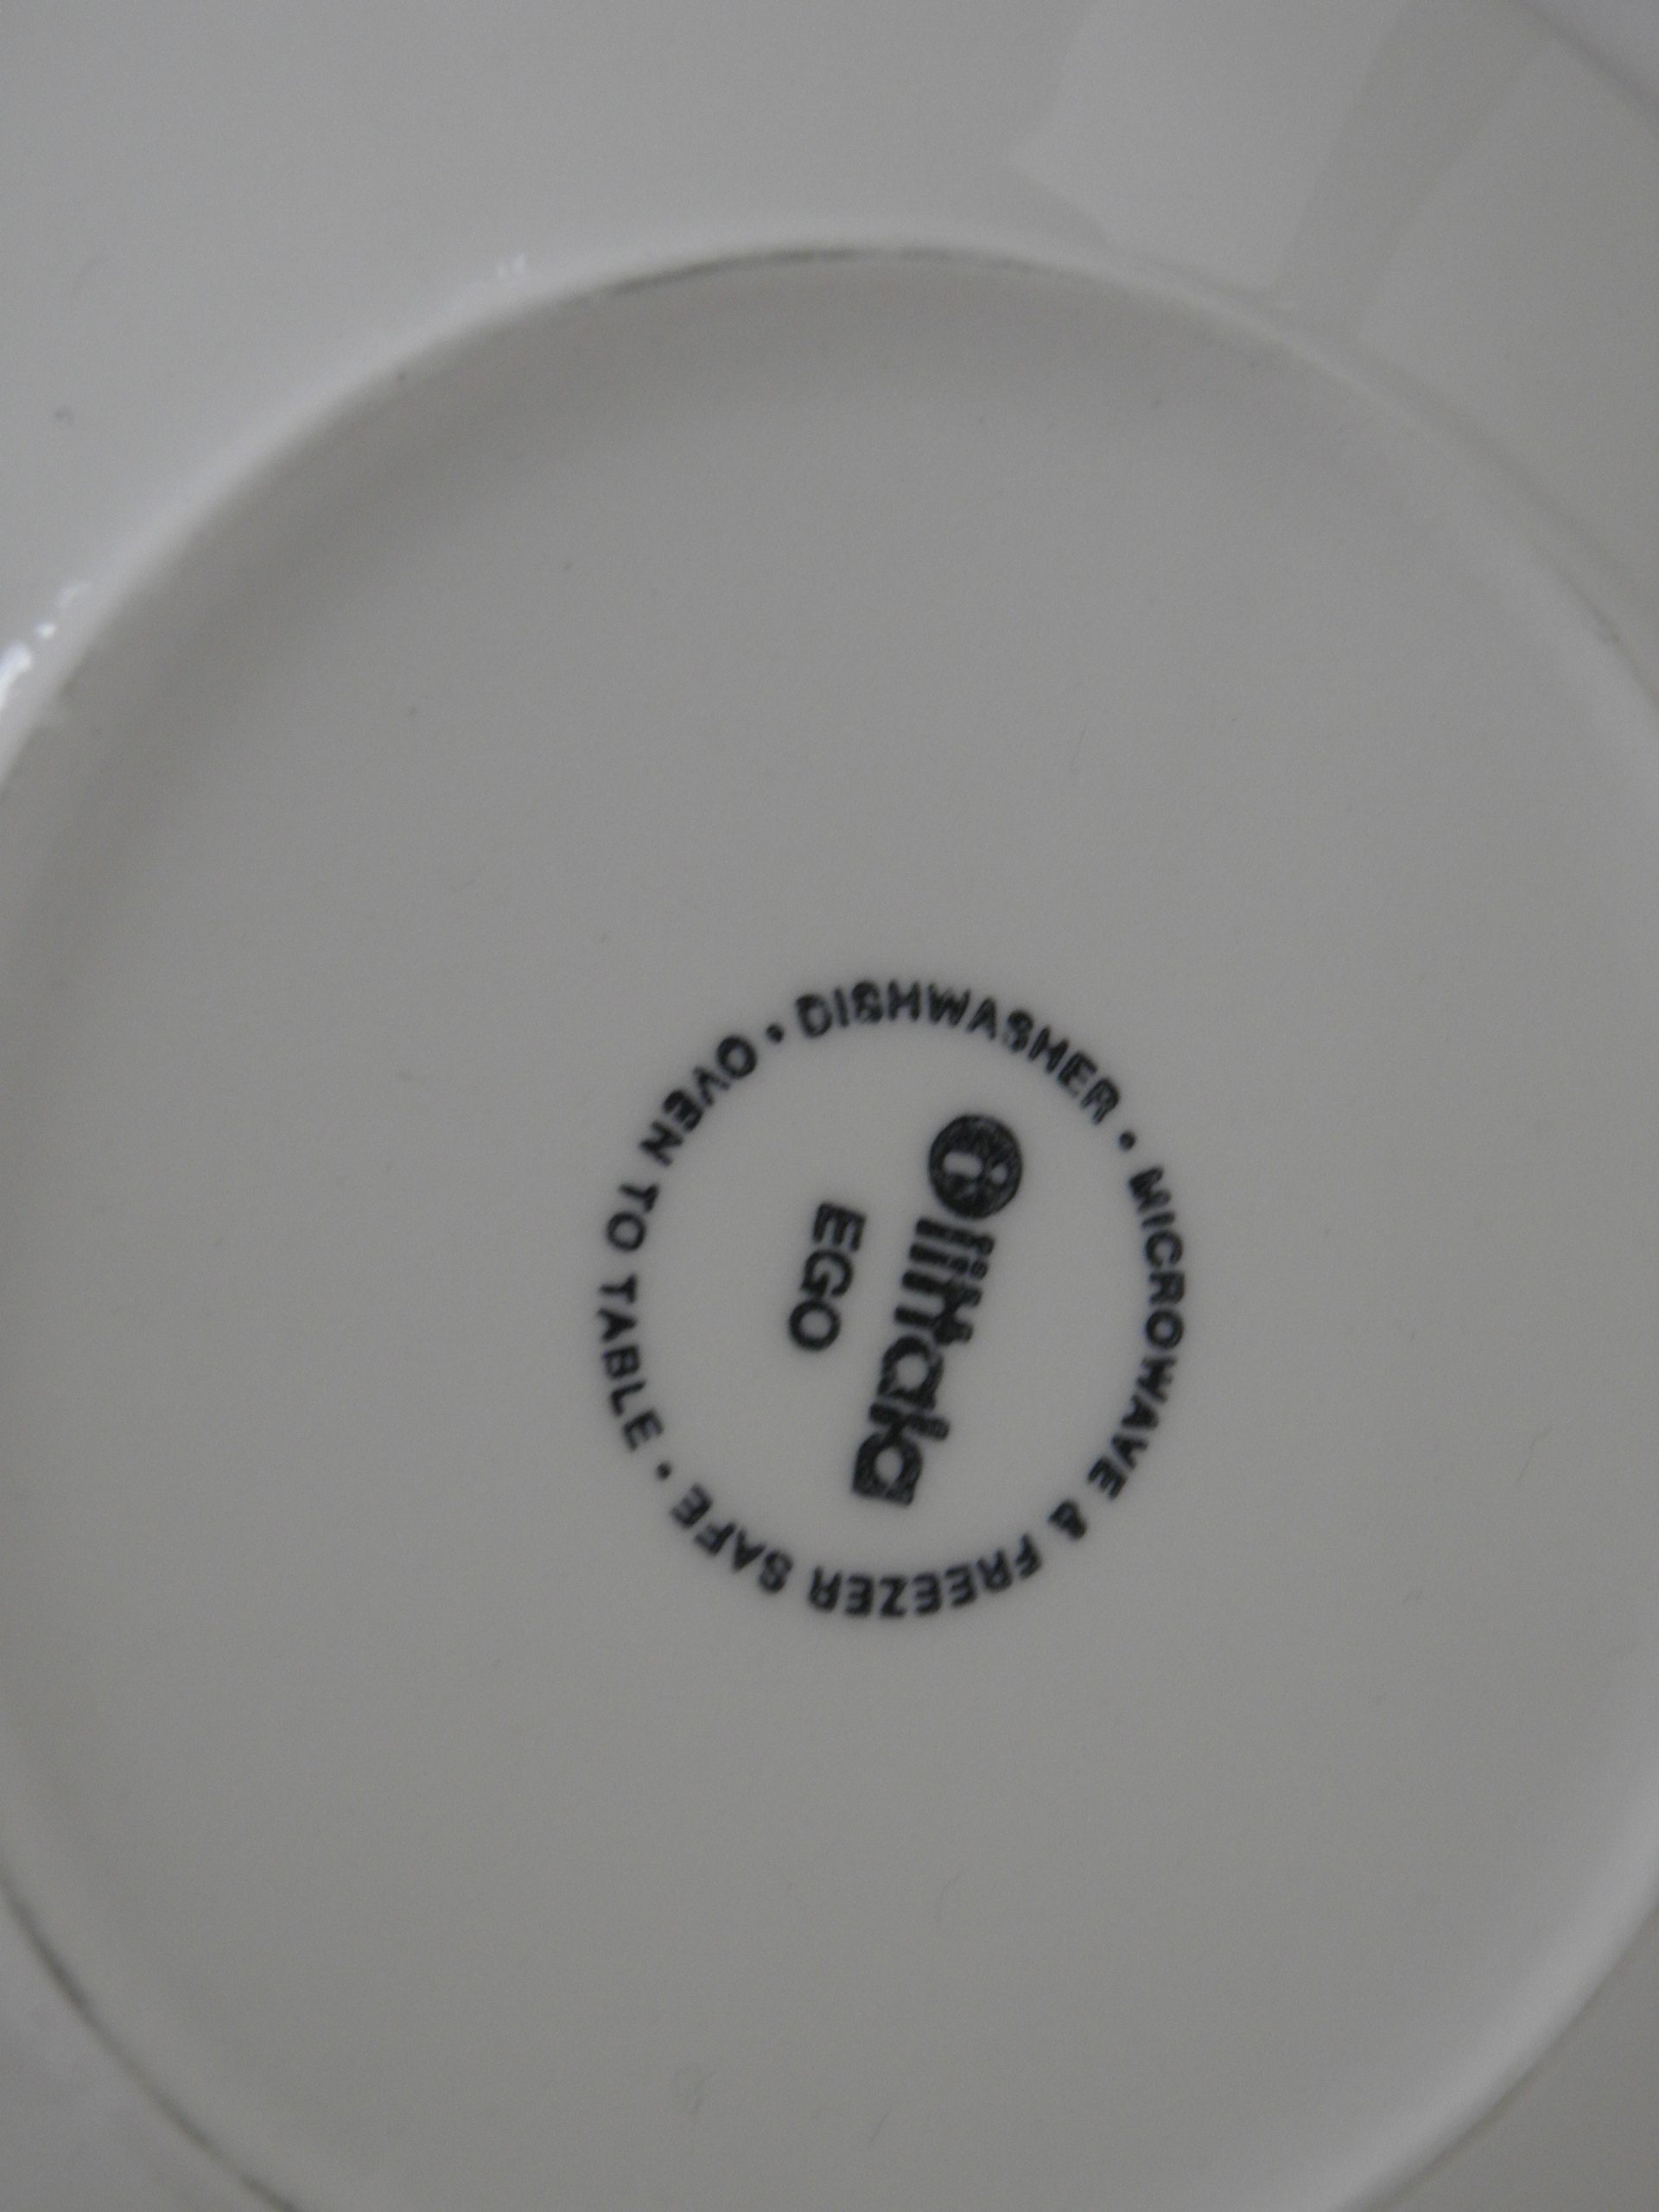 iittala
EGO
OVEN TO TABLE • DISHWASHER • MICROWAVE & FREEZER SAFE •